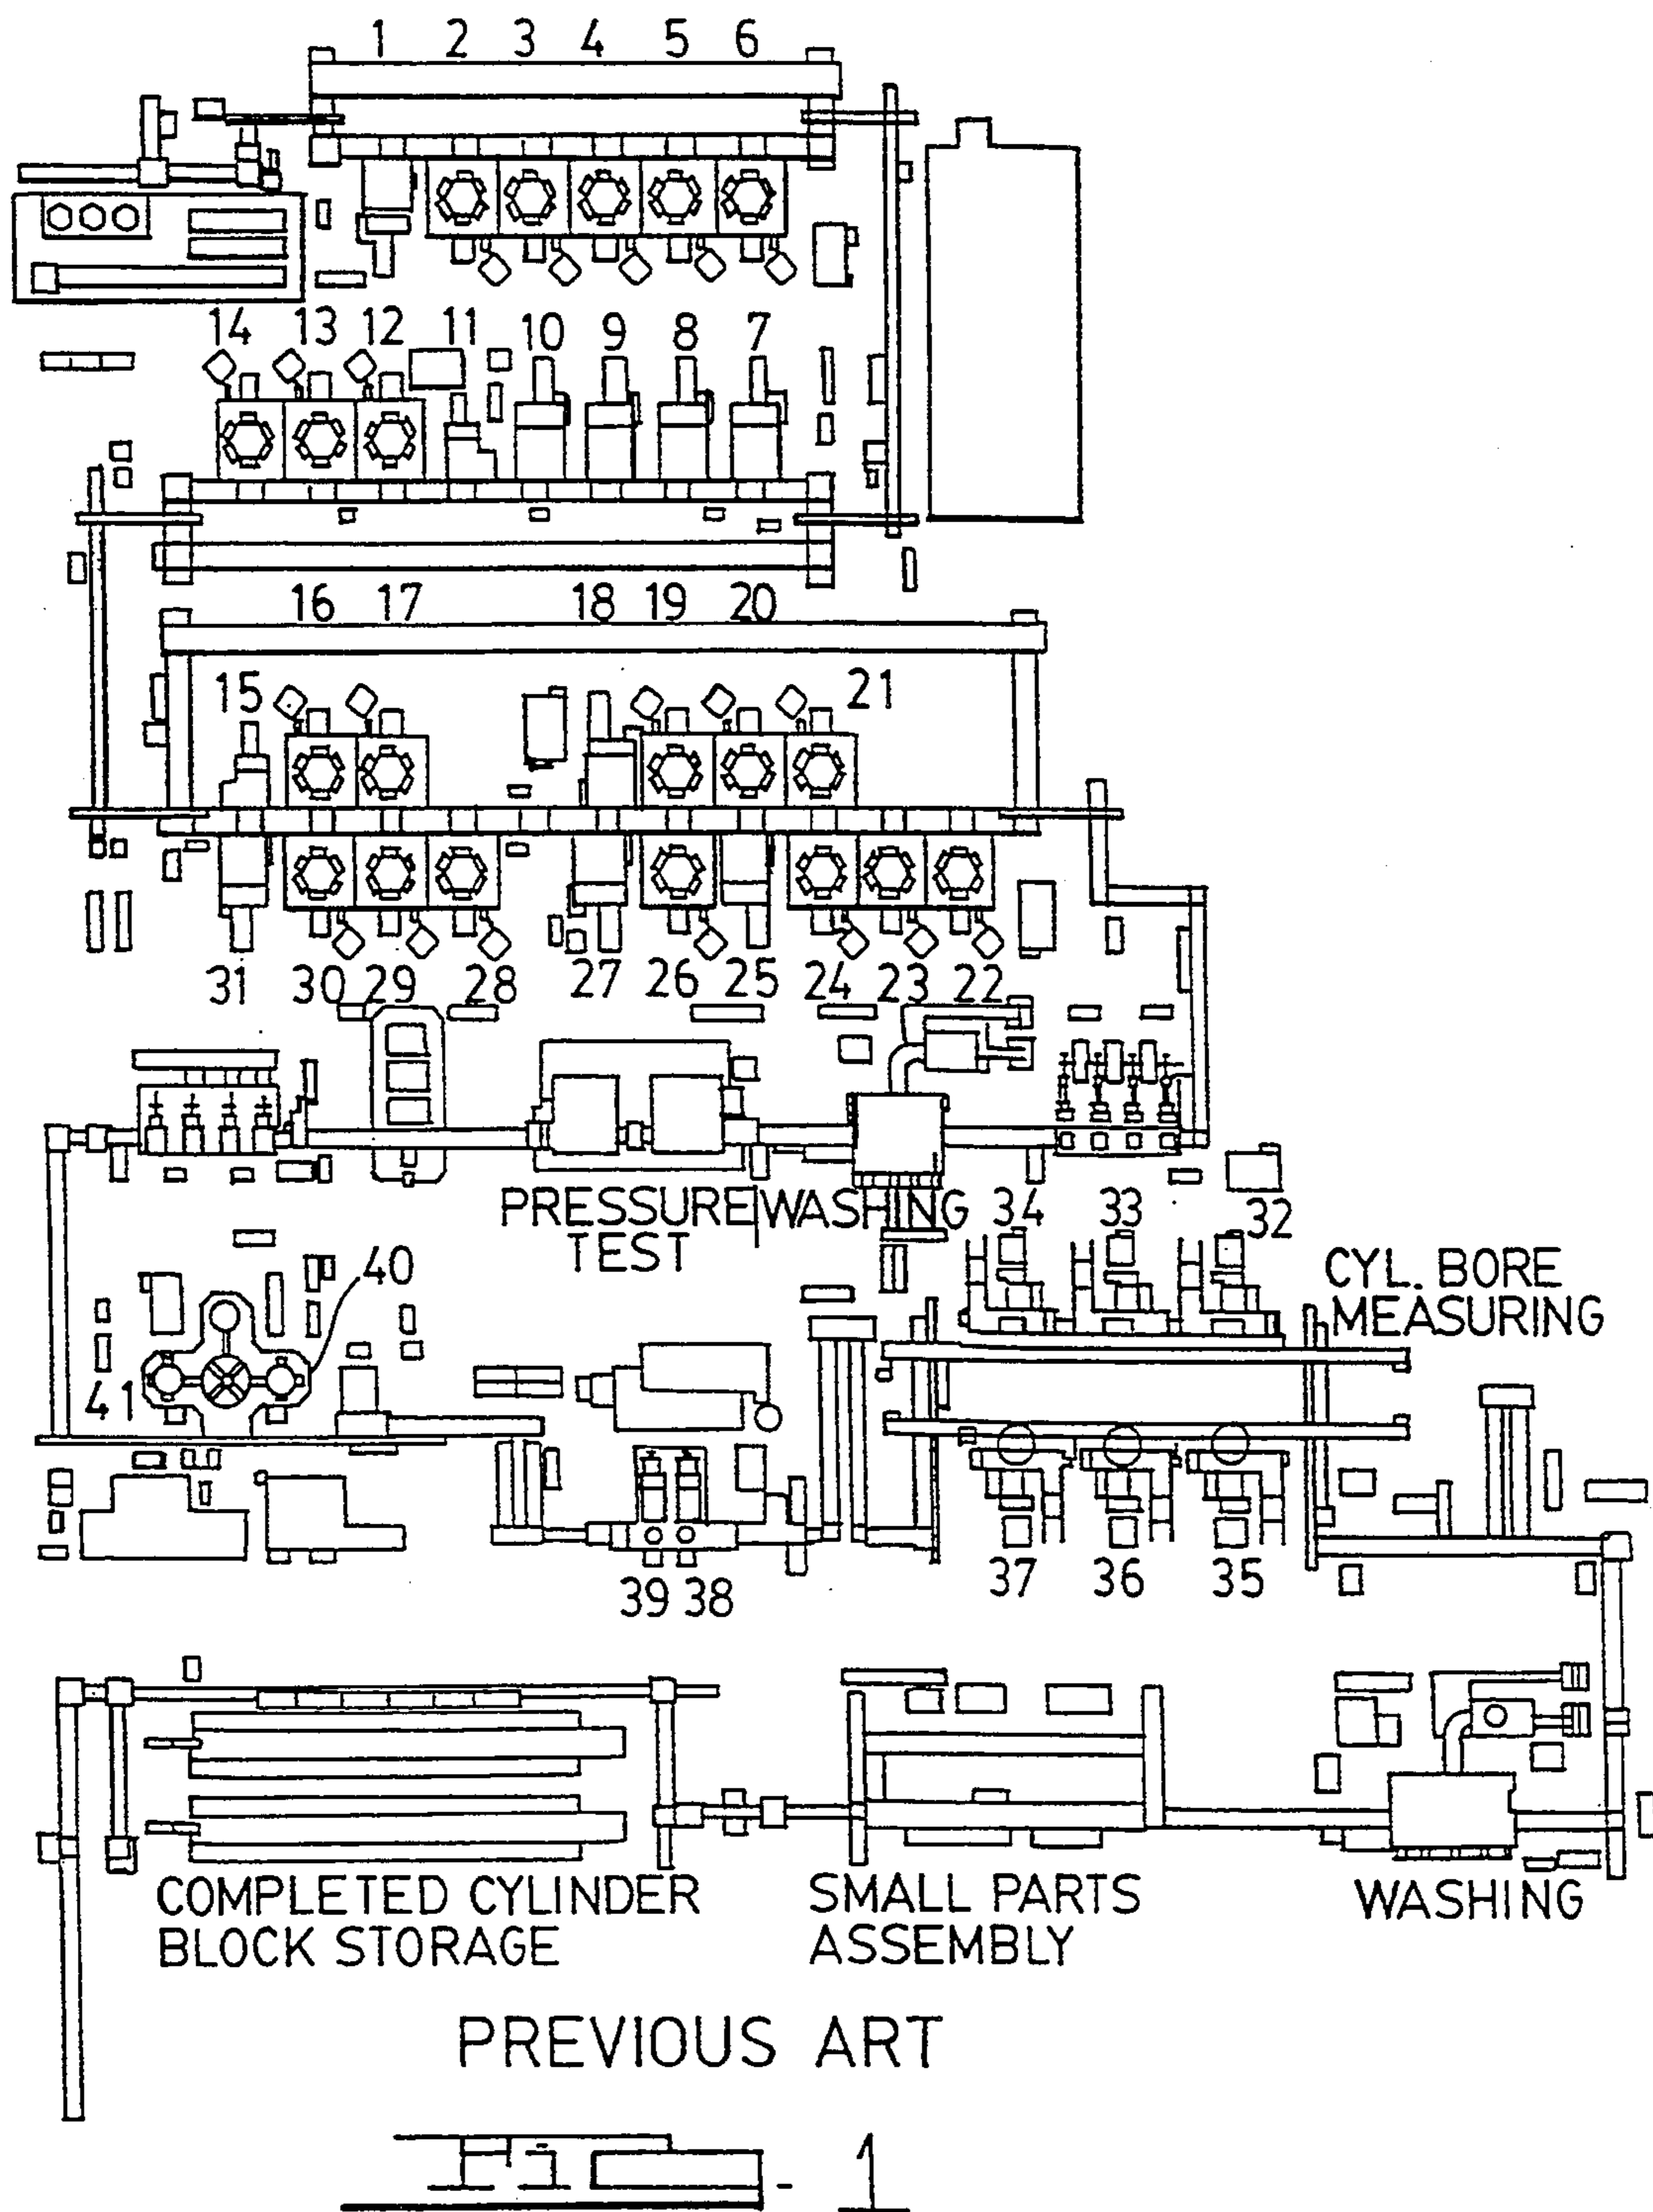 1 2 3 4 5 6
14 13 12 11 10 9 8 7
16 17 18 19 20
15 21
31 30 29 28 27 26 25 24 23 22
PRESSURE WASHING 34 33 32
TEST
40 CYL. BORE
MEASURING
41
37 36 35
39 38
COMPLETED CYLINDER SMALL PARTS WASHING
BLOCK STORAGE ASSEMBLY
PREVIOUS ART